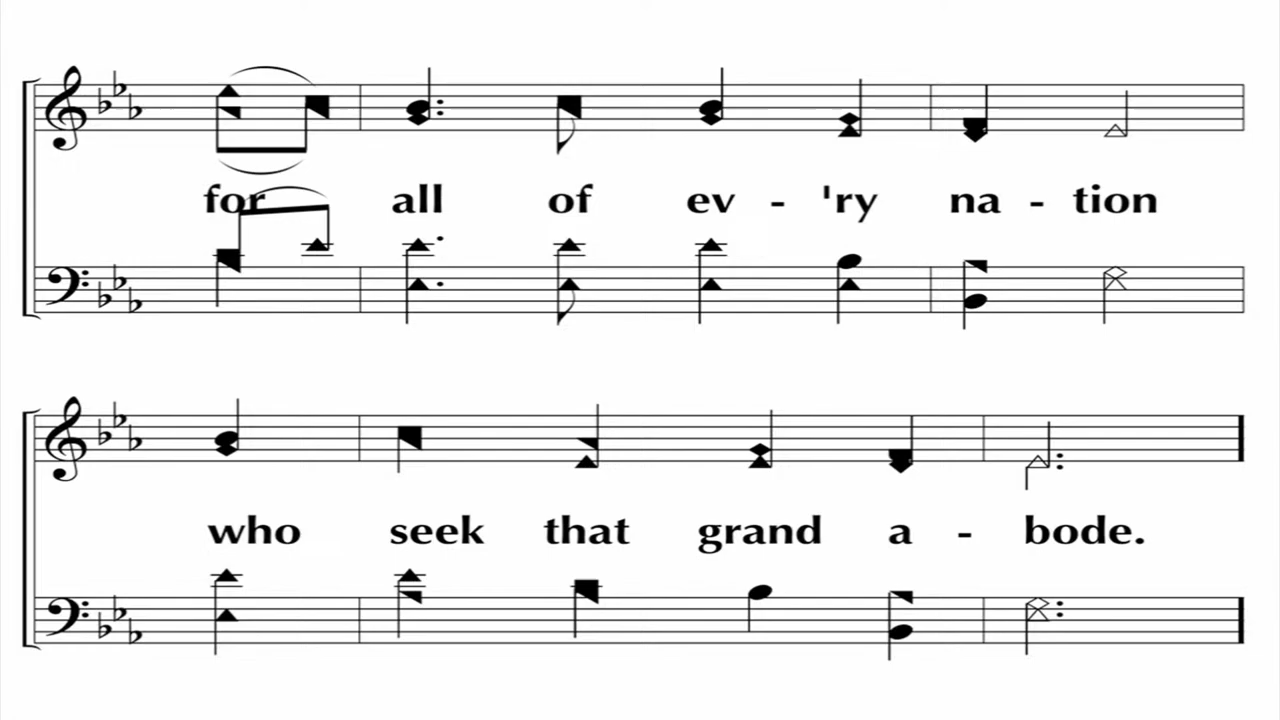 for all of ev - 'ry na - tion
who seek that grand a - bode.